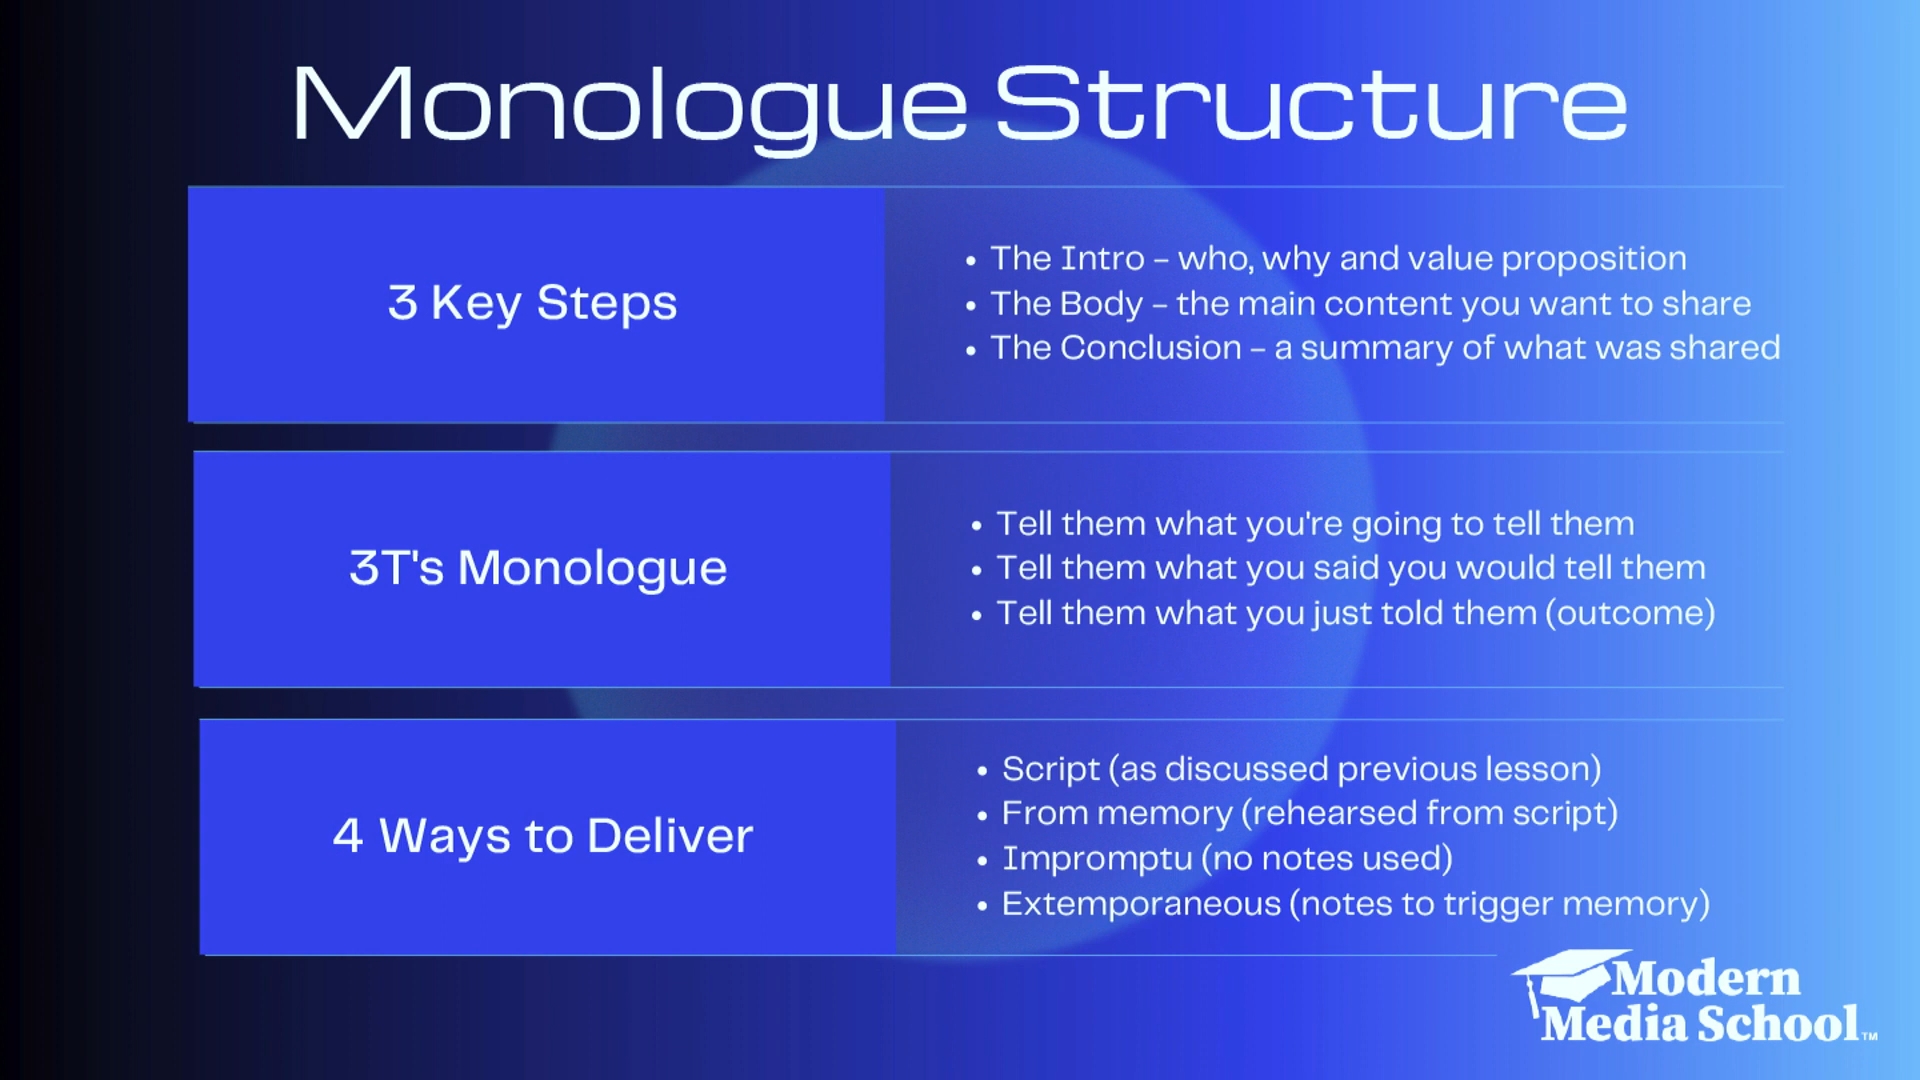 Monologue Structure
3 Key Steps
• The Intro – who, why and value proposition
• The Body – the main content you want to share
• The Conclusion – a summary of what was shared
3T's Monologue
• Tell them what you're going to tell them
• Tell them what you said you would tell them
• Tell them what you just told them (outcome)
4 Ways to Deliver
• Script (as discussed previous lesson)
• From memory (rehearsed from script)
• Impromptu (no notes used)
• Extemporaneous (notes to trigger memory)
Modern
Media School™